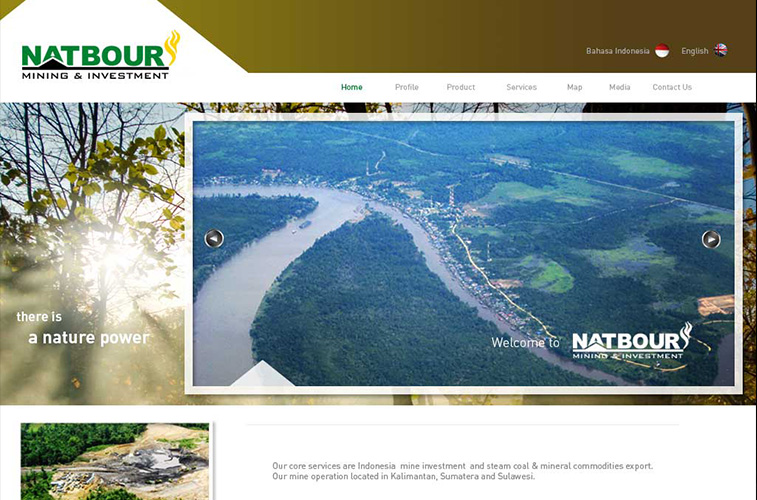 NATBOUR
MINING & INVESTMENT
Bahasa Indonesia
English
Home
Profile
Product
Services
Map
Media
Contact Us
there is
a nature power
Welcome to
NATBOUR
MINING & INVESTMENT
Our core services are Indonesia mine investment and steam coal & mineral commodities export.
Our mine operation located in Kalimantan, Sumatera and Sulawesi.